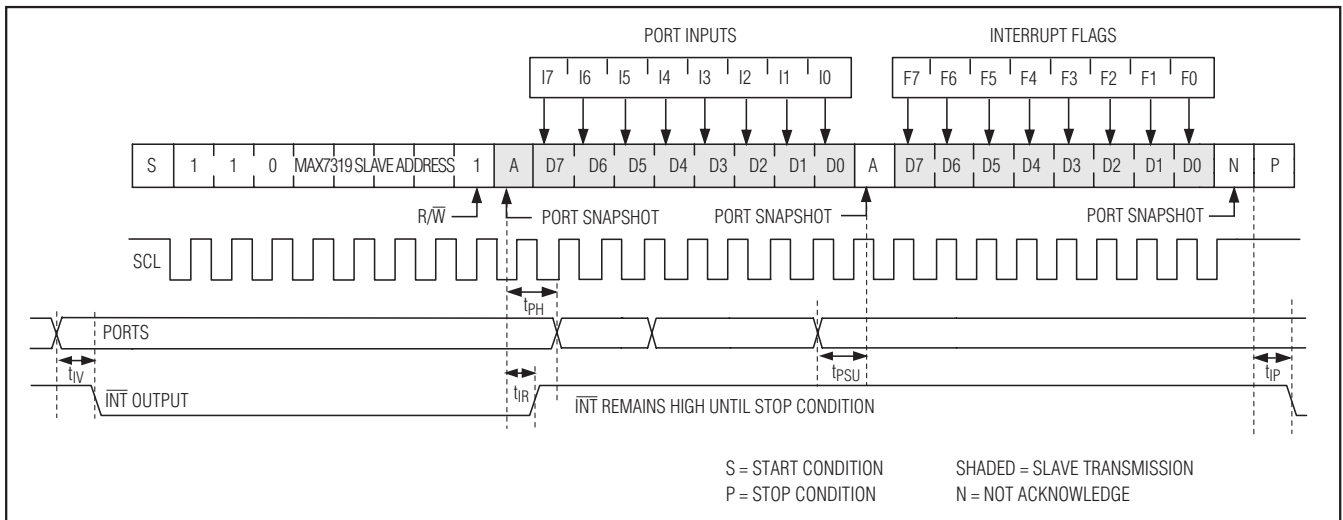 PORT INPUTS INTERRUPT FLAGS
I7 I6 I5 I4 I3 I2 I1 I0 F7 F6 F5 F4 F3 F2 F1 F0
S 1 1 0 MAX7319 SLAVE ADDRESS 1 A D7 D6 D5 D4 D3 D2 D1 D0 A D7 D6 D5 D4 D3 D2 D1 D0 N P
R/W̅ PORT SNAPSHOT PORT SNAPSHOT PORT SNAPSHOT
SCL
tPH
PORTS
tIV tIR tPSU tIP
I̅N̅T̅ OUTPUT I̅N̅T̅ REMAINS HIGH UNTIL STOP CONDITION
S = START CONDITION SHADED = SLAVE TRANSMISSION
P = STOP CONDITION N = NOT ACKNOWLEDGE